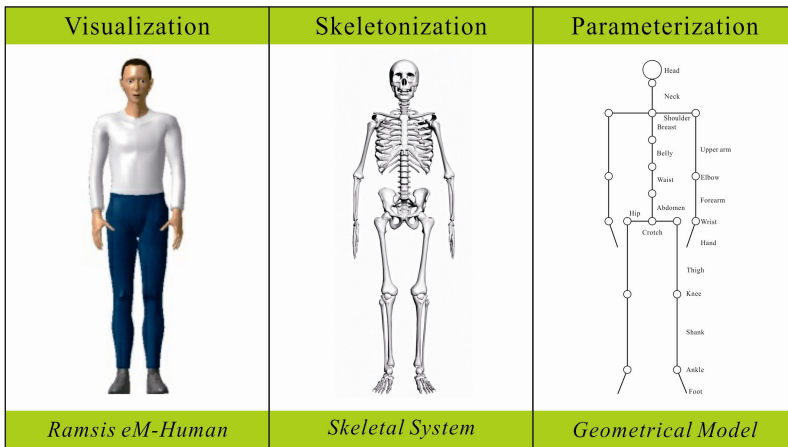 Visualization
Skeletonization
Parameterization
Head
Neck
Shoulder
Breast
Upper arm
Belly
Elbow
Waist
Forearm
Abdomen
Hip
Wrist
Crotch
Hand
Thigh
Knee
Shank
Ankle
Foot
Ramsis eM-Human
Skeletal System
Geometrical Model